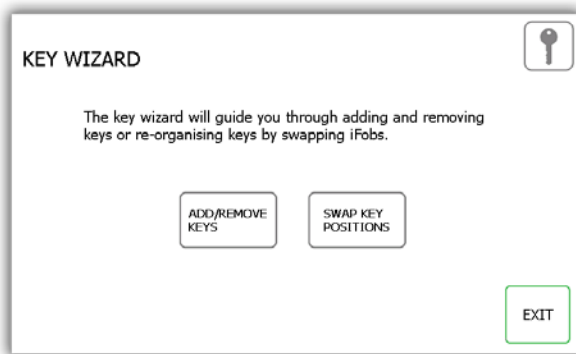 KEY WIZARD
The key wizard will guide you through adding and removing
keys or re-organising keys by swapping iFobs.
ADD/REMOVE
KEYS
SWAP KEY
POSITIONS
EXIT